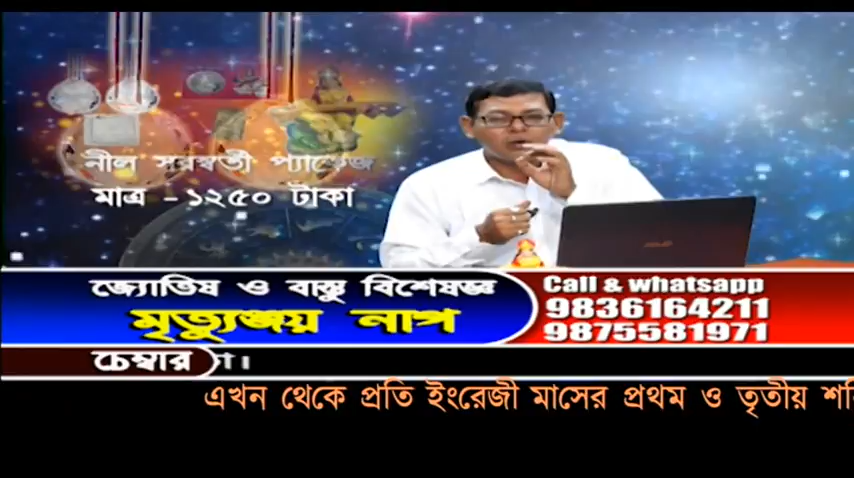 নীল সরস্বতী প্যাকেজ
মাত্র - ১২৫০ টাকা
জ্যোতিষ ও বাস্তু বিশেষজ্ঞ
মৃত্যুঞ্জয় নাগ
Call & whatsapp
9836164211
9875581971
চেম্বার
এখন থেকে প্রতি ইংরেজী মাসের প্রথম ও তৃতীয়